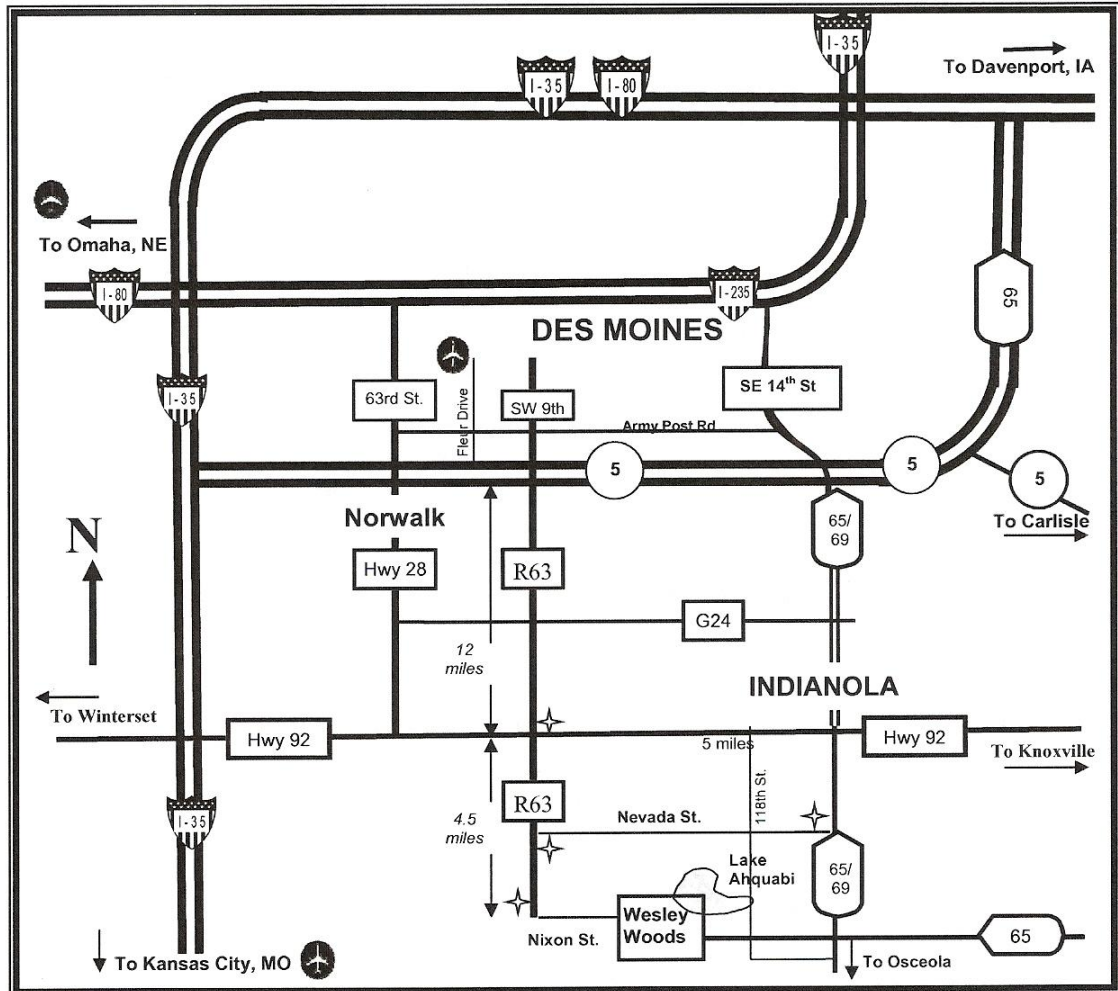 I-35
I-35
I-80
To Davenport, IA
To Omaha, NE
I-80
I-235
65
DES MOINES
I-35
63rd St.
Fleur Drive
SW 9th
SE 14th St
Army Post Rd
5
5
5
To Carlisle
N
Norwalk
65/
69
Hwy 28
R63
G24
12
miles
INDIANOLA
To Winterset
Hwy 92
5 miles
Hwy 92
To Knoxville
I-35
4.5
miles
R63
118th St.
Nevada St.
Lake
Ahquabi
65/
69
Wesley
Woods
Nixon St.
65
To Kansas City, MO
To Osceola